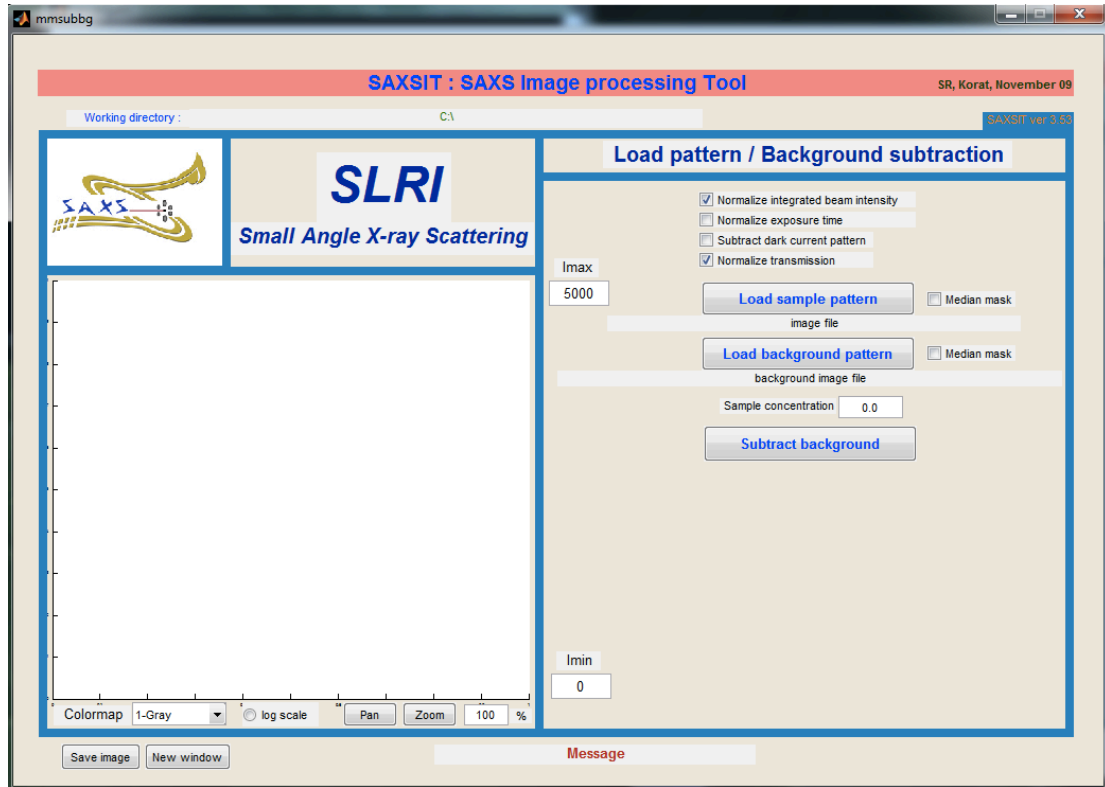 mmsubbg
SAXSIT : SAXS Image processing Tool
SR, Korat, November 09
Working directory :
C:\
SAXSIT ver 3.53
SAXS
SLRI
Small Angle X-ray Scattering
Load pattern / Background subtraction
Normalize integrated beam intensity
Normalize exposure time
Subtract dark current pattern
Normalize transmission
Imax
5000
Load sample pattern
Median mask
image file
Load background pattern
Median mask
background image file
Sample concentration
0.0
Subtract background
Imin
0
Colormap
1-Gray
log scale
Pan
Zoom
100
%
Save image
New window
Message